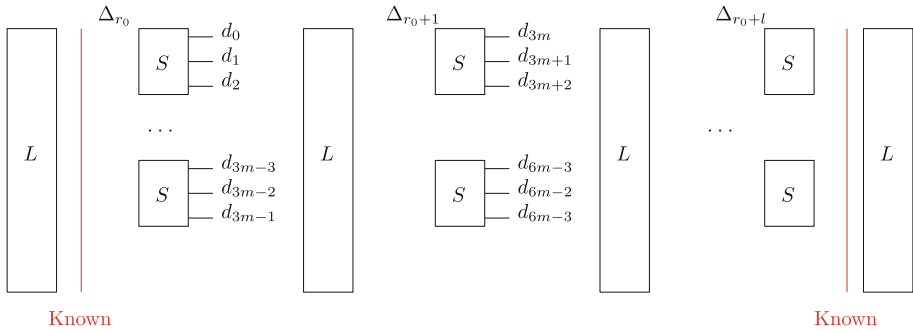 Δ_{r_0} Δ_{r_0+1} Δ_{r_0+l}
d_0 d_{3m}
S d_1 S d_{3m+1} S
d_2 d_{3m+2}
... ...
L L L L
d_{3m-3} d_{6m-3}
S d_{3m-2} S d_{6m-2} S
d_{3m-1} d_{6m-3}
Known Known